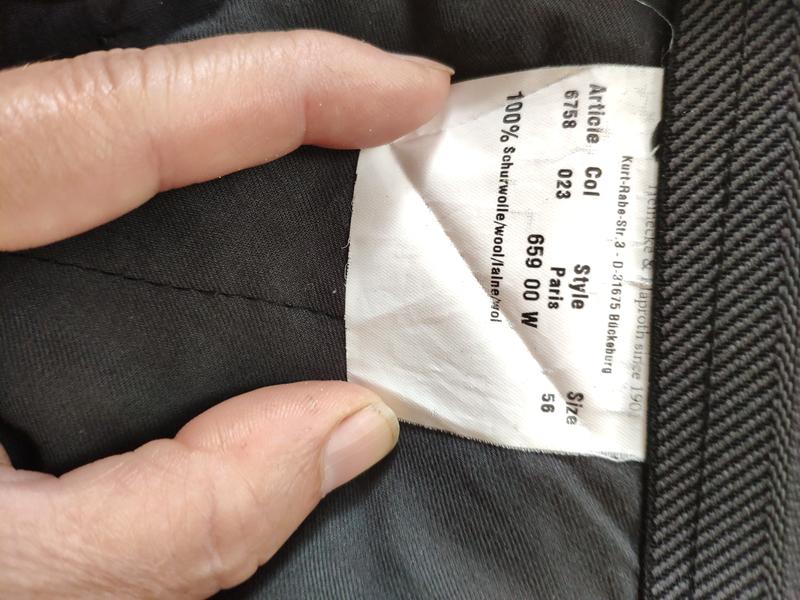 & since 190
Kurt-Rabe-Str.3 - D-31675 Bückeburg
Article Col Style Size
6758 023 Paris 56
659 00 W
100% Schurwolle/wool/laine/wol